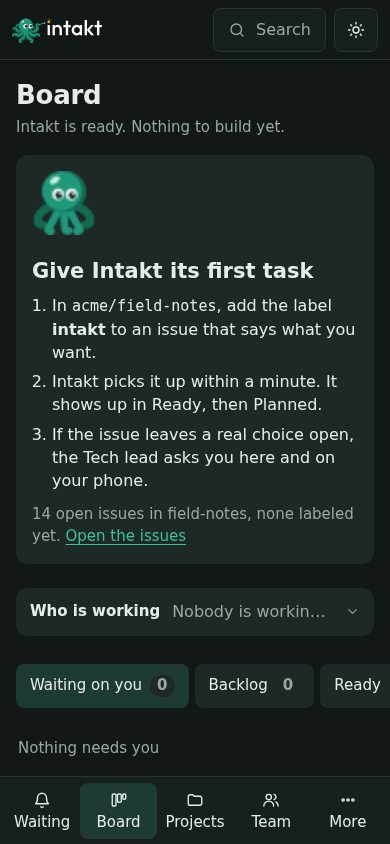 intakt
Search
Board
Intakt is ready. Nothing to build yet.
Give Intakt its first task
1. In acme/field-notes, add the label
intakt to an issue that says what you
want.
2. Intakt picks it up within a minute. It
shows up in Ready, then Planned.
3. If the issue leaves a real choice open,
the Tech lead asks you here and on
your phone.
14 open issues in field-notes, none labeled
yet. Open the issues
Who is working Nobody is workin...
Waiting on you 0 Backlog 0 Ready
Nothing needs you
Waiting Board Projects Team More